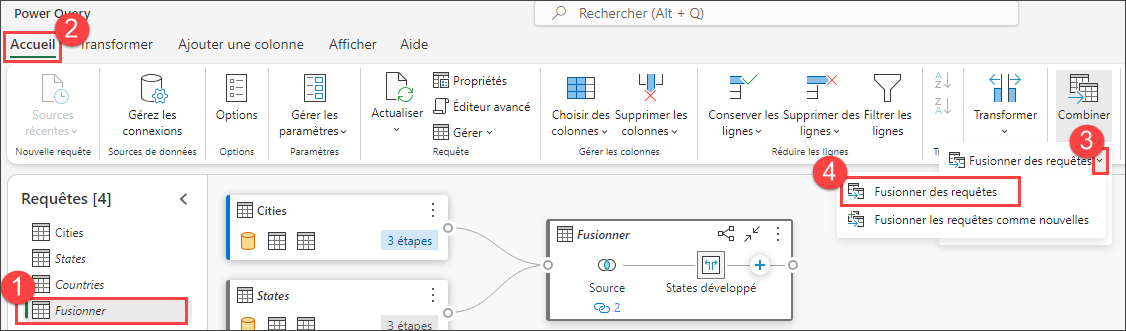 Power Query
Rechercher (Alt + Q)
2
Accueil Transformer Ajouter une colonne Afficher Aide
Sources récentes
Gérez les connexions
Options
Gérer les paramètres
Actualiser
Propriétés
Éditeur avancé
Gérer
Choisir des colonnes
Supprimer les colonnes
Conserver les lignes
Supprimer des lignes
Filtrer les lignes
A
Z
Z
A
Transformer
Combiner
Nouvelle requête
Sources de données
Options
Paramètres
Requête
Gérer les colonnes
Réduire les lignes
3
Fusionner des requêtes
4
Fusionner des requêtes
Fusionner les requêtes comme nouvelles
Requêtes [4]
Cities
States
Countries
1
Fusionner
Cities
3 étapes
States
3 étapes
Fusionner
Source
States développé
2